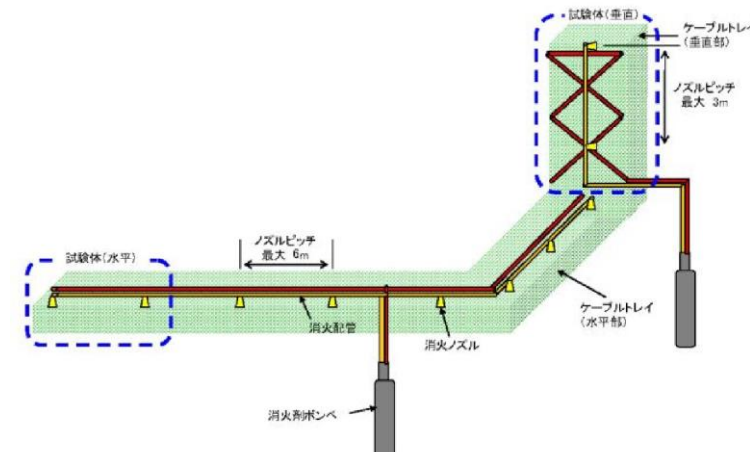 試験体(垂直)
ケーブルトレイ
(垂直部)
ノズルピッチ
最大 3m
試験体(水平)
ノズルピッチ
最大 6m
消火配管
消火ノズル
ケーブルトレイ
(水平部)
消火剤ボンベ